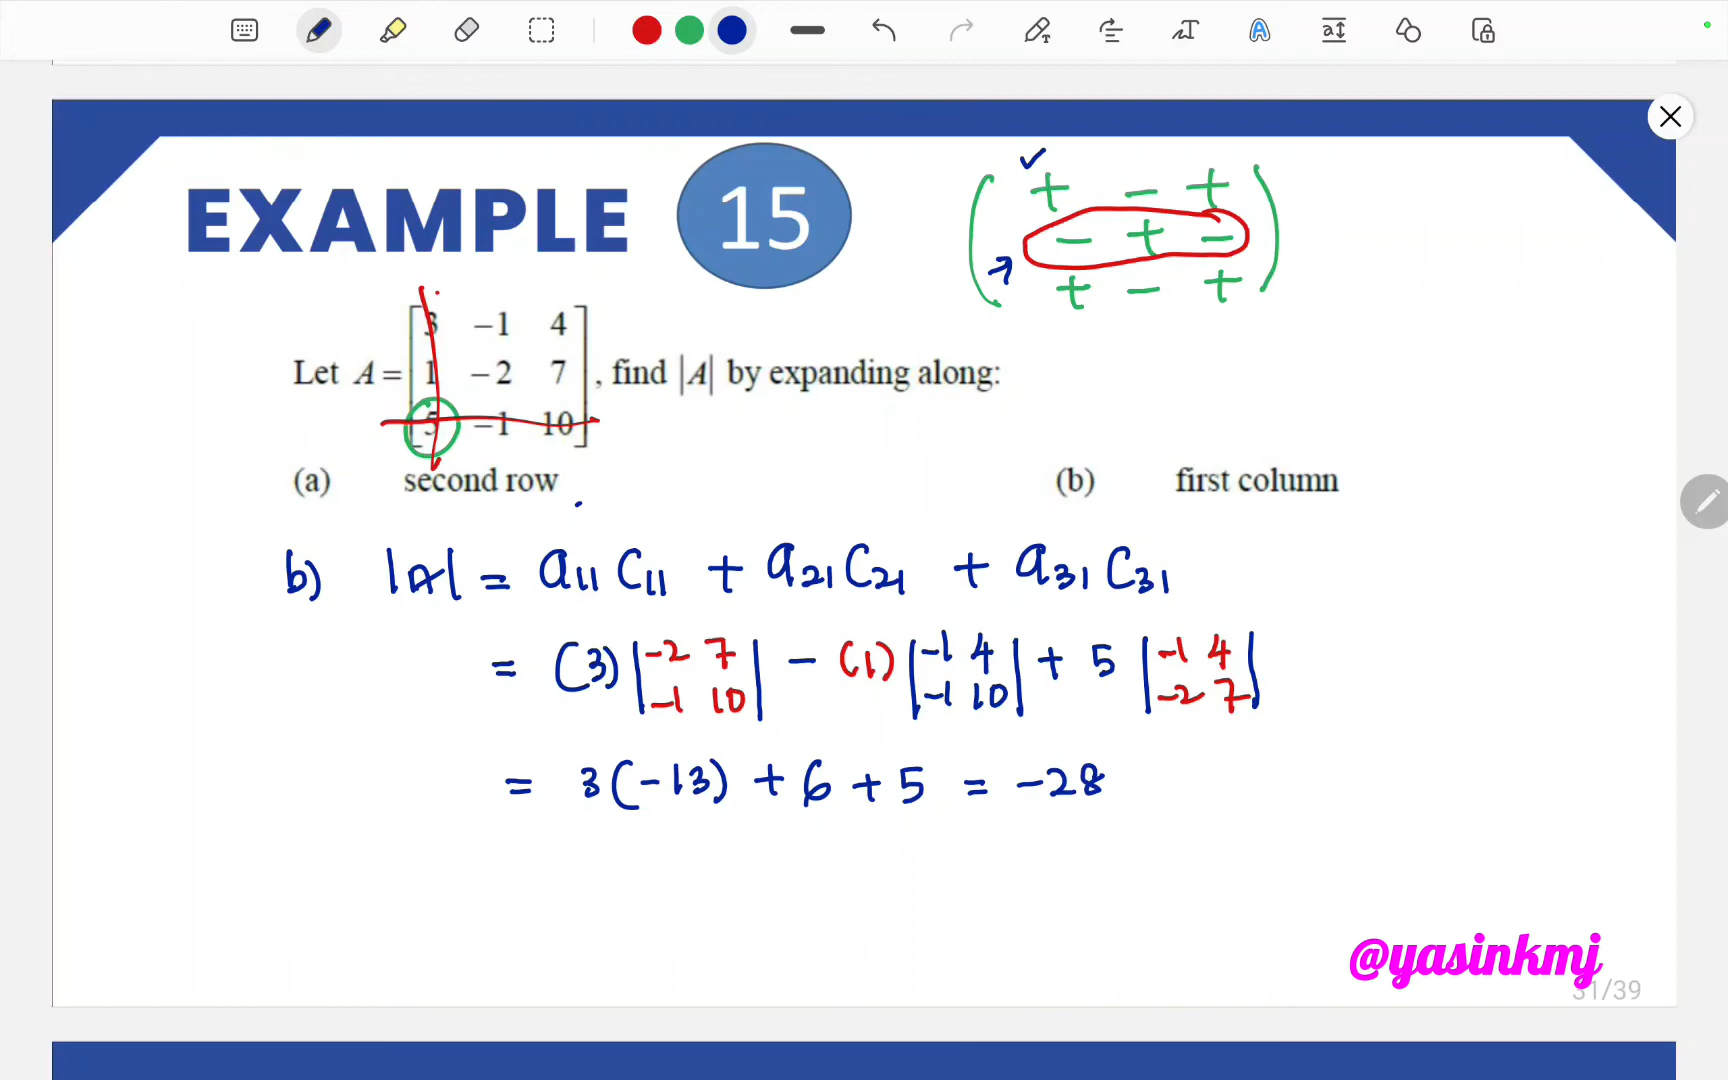 EXAMPLE 15
+ − +
− + −
+ − +
3 −1 4
Let A = 1 −2 7 , find |A| by expanding along:
5 −1 10
(a) second row (b) first column
b) |A| = a11 C11 + a21 C21 + a31 C31
= (3) |−2 7| − (1) |−1 4| + 5 |−1 4|
|−1 10| |−1 10| |−2 7|
= 3(−13) + 6 + 5 = −28
@yasinkmj
31/39